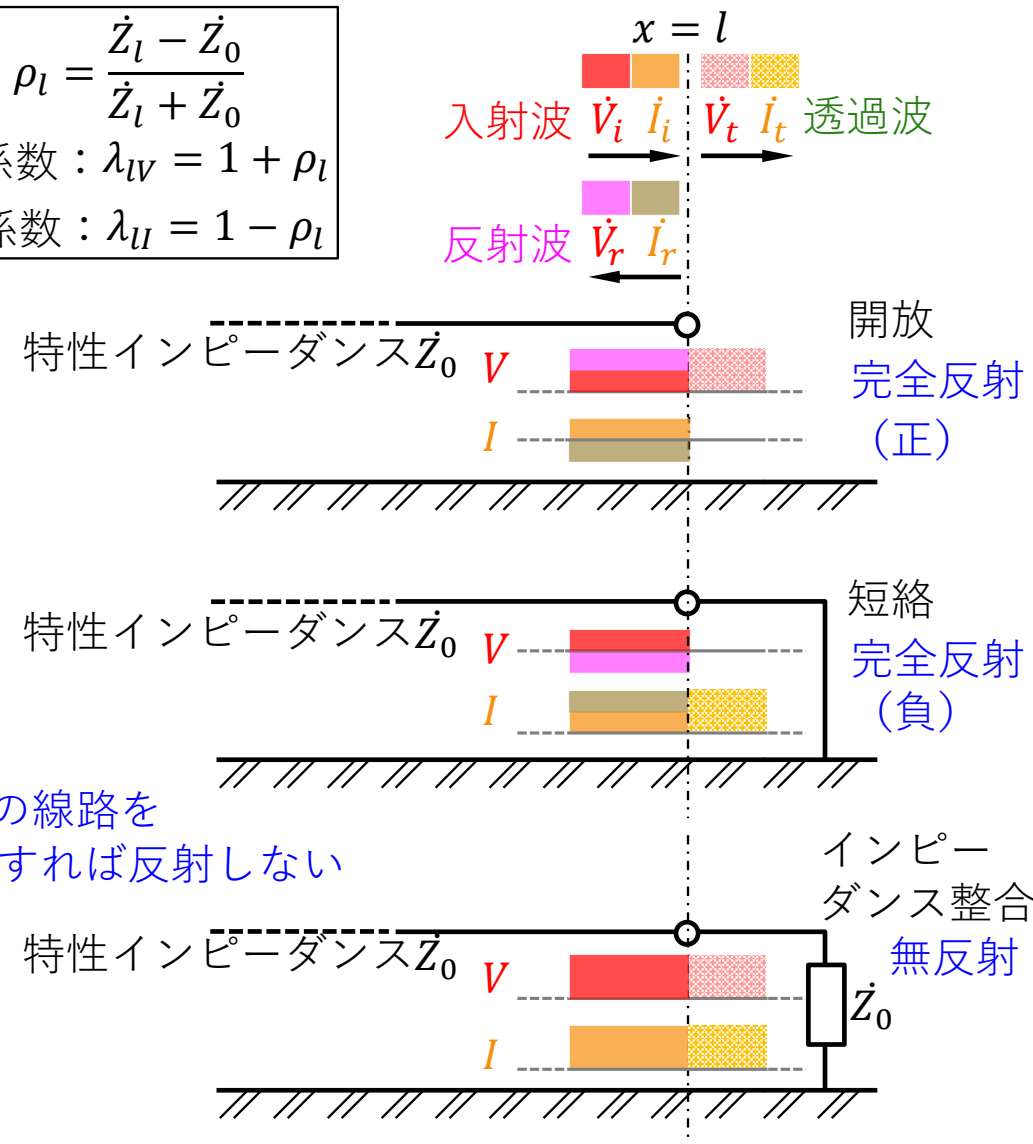 ρ_l = (Ż_l − Ż_0) / (Ż_l + Ż_0)
係数：λ_{lV} = 1 + ρ_l
係数：λ_{lI} = 1 − ρ_l
x = l
入射波 V̇_i İ_i V̇_t İ_t 透過波
反射波 V̇_r İ_r
開放
特性インピーダンスŻ_0
V
完全反射
（正）
I
短絡
特性インピーダンスŻ_0
V
完全反射
（負）
I
の線路を
すれば反射しない
インピー
ダンス整合
特性インピーダンスŻ_0
無反射
V
Ż_0
I